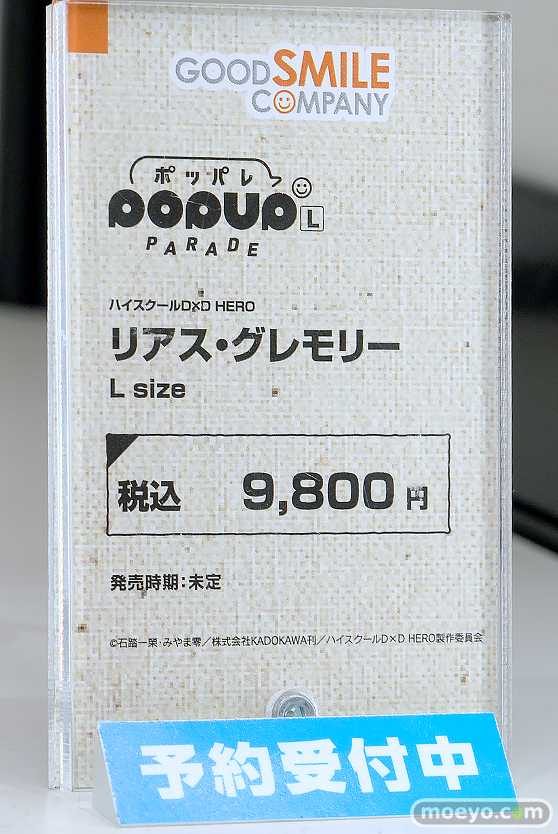 GOODSMILE
COMPANY
ポッパレ
POPUP L
PARADE
ハイスクールD×D HERO
リアス・グレモリー
L size
税込 9,800円
発売時期:未定
©石踏一榮・みやま零／株式会社KADOKAWA刊／ハイスクールD×D HERO製作委員会
予約受付中
moeyo.com